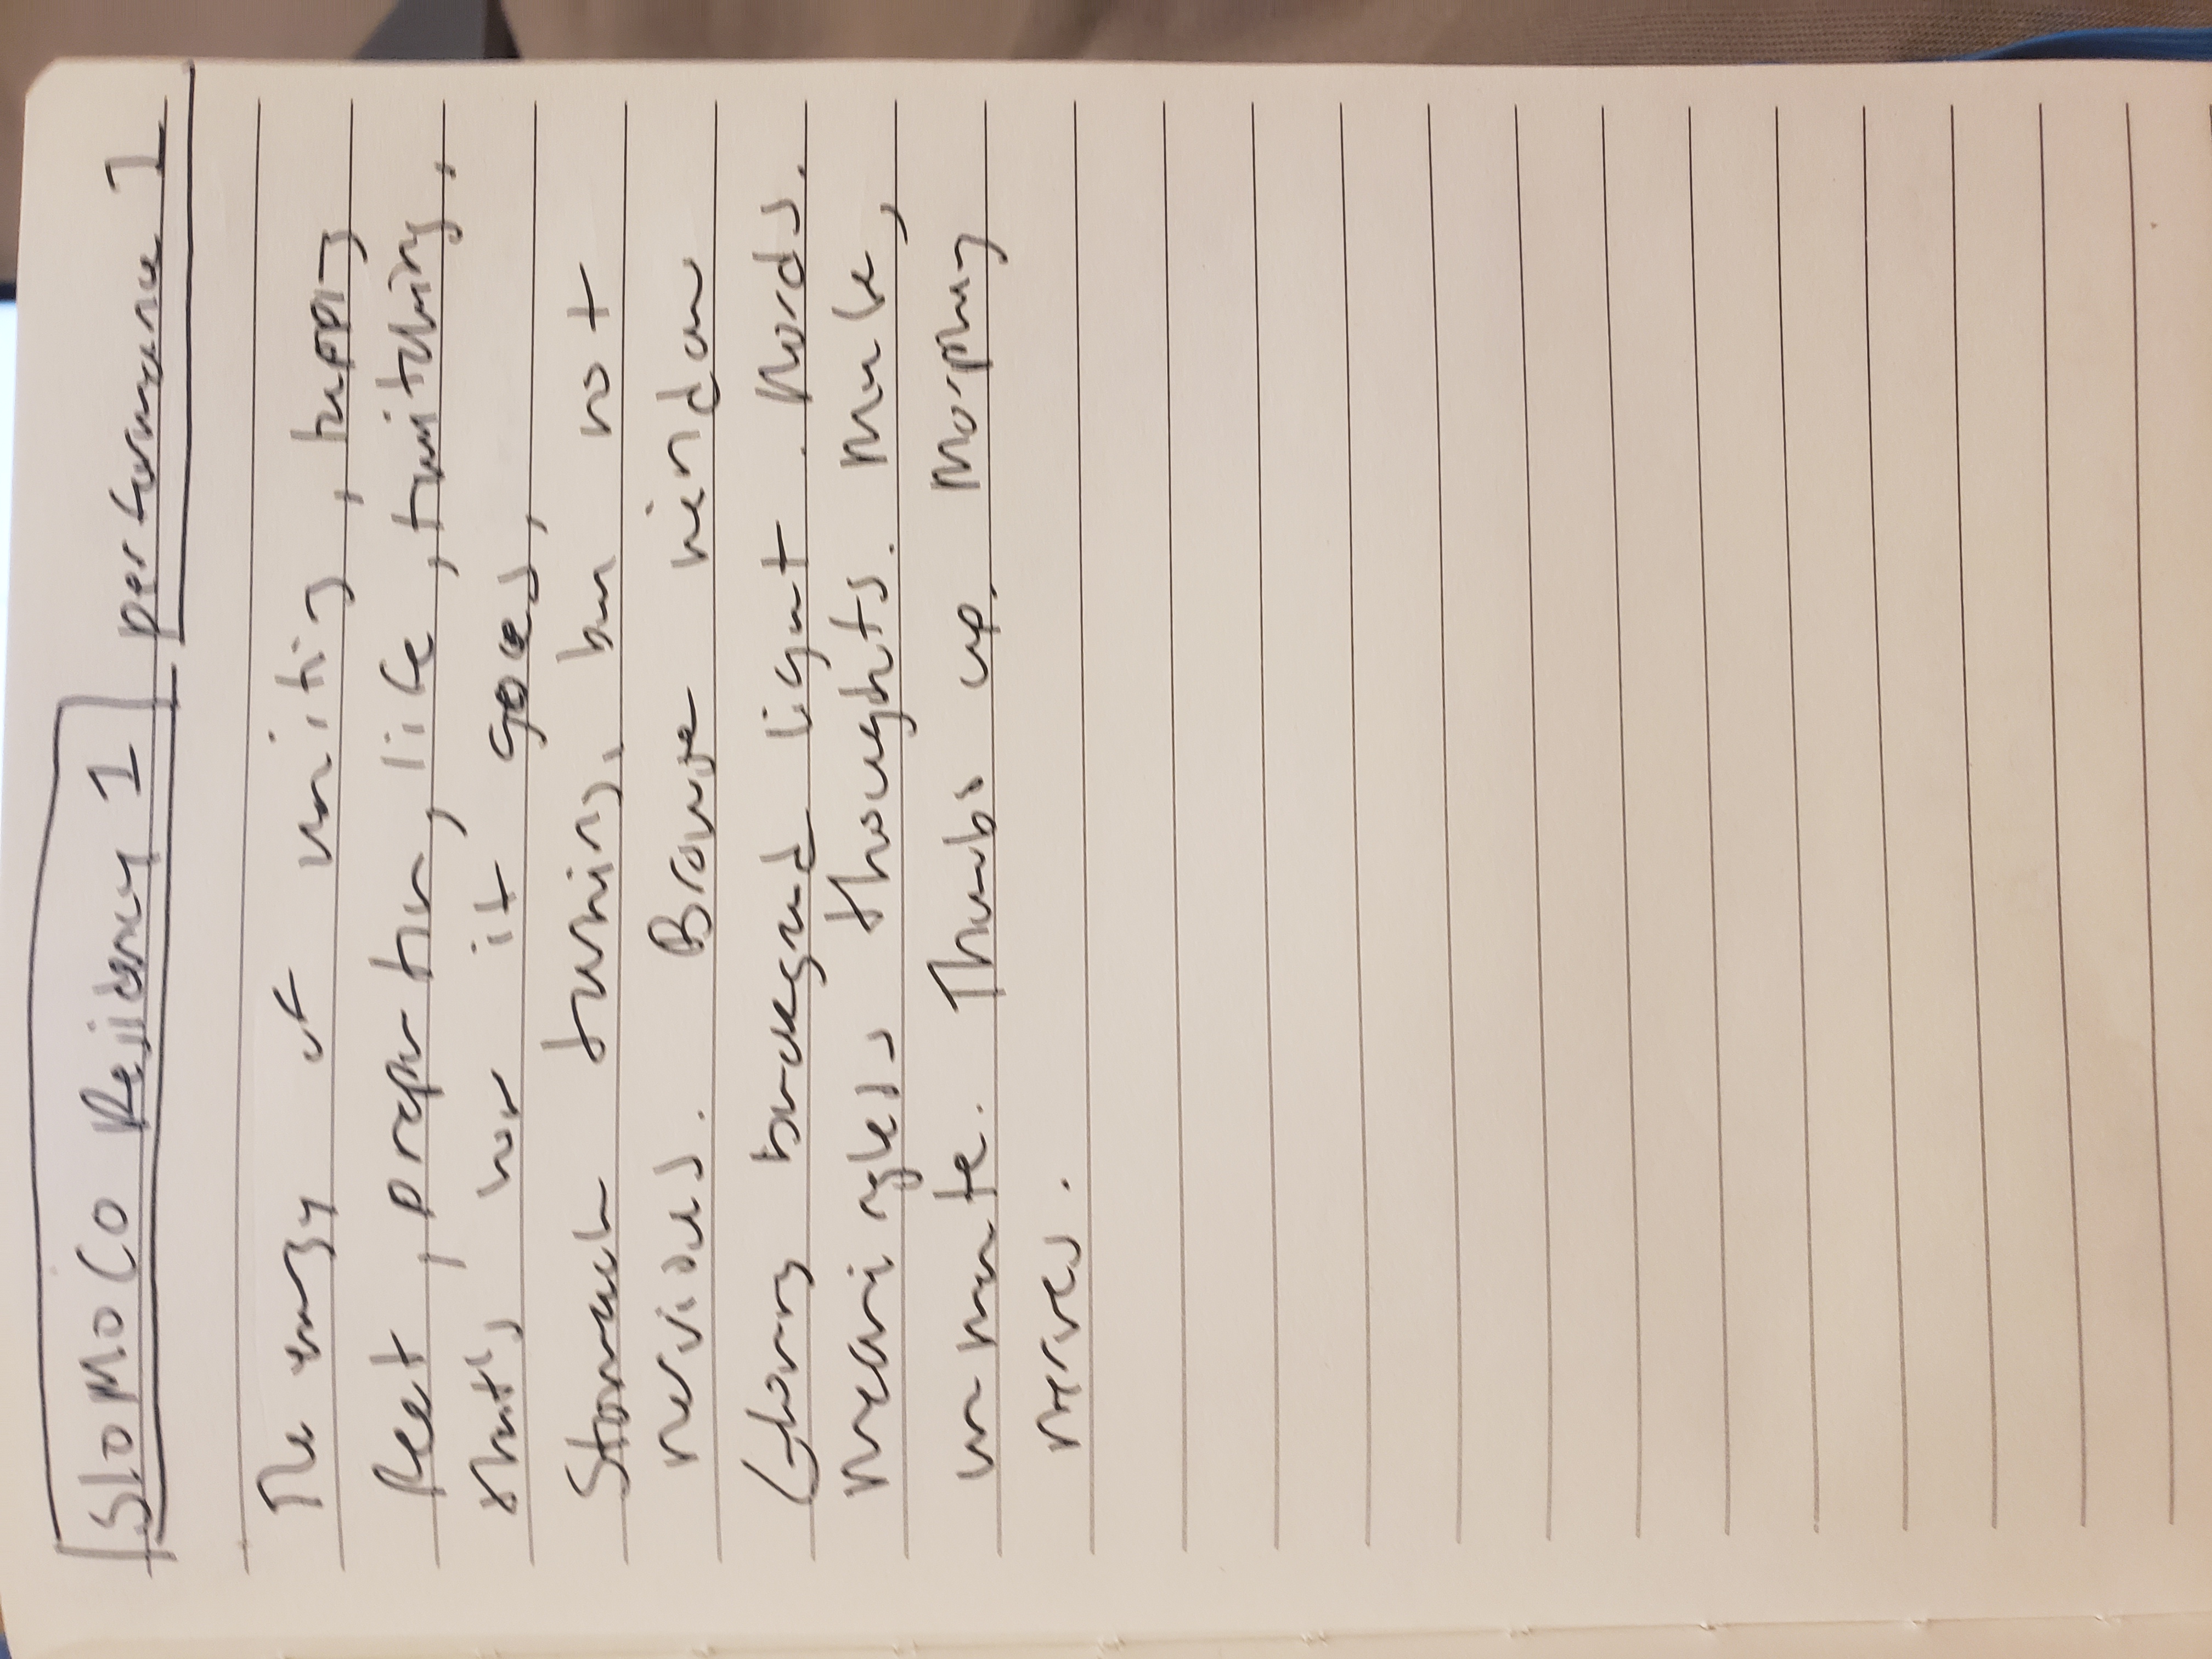 SloMoCo Residency 1 performance 1
The energy of waiting, tapping
feet, preparation, life, twitching,
that's how it goes,
Stomach turning, but not
nervious. Browse window
Glowing background light. Words.
Meaningless thoughts. Mute,
unmute. Thumbs up. Morphing
nerves.